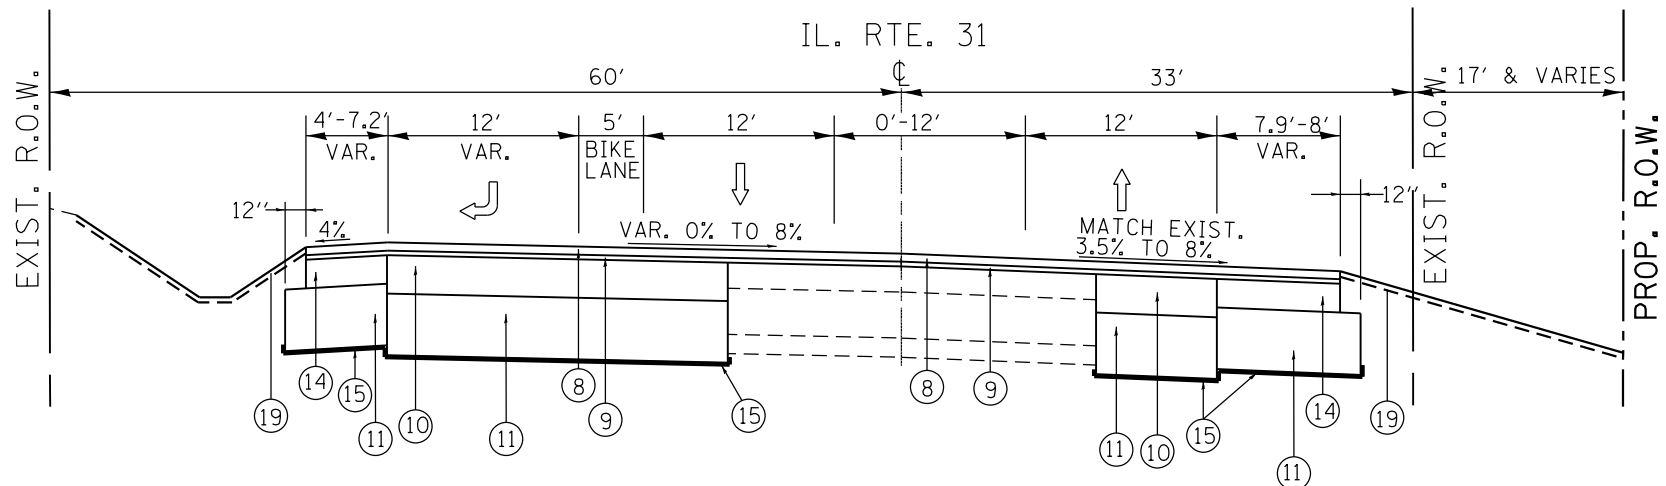 IL. RTE. 31
EXIST. R.O.W.
60'
℄
33'
EXIST. R.O.W.
17' & VARIES
PROP. R.O.W.
4'-7.2'
VAR.
12'
VAR.
5'
BIKE
LANE
12'
0'-12'
12'
7.9'-8'
VAR.
12"
4%
VAR. 0% TO 8%
MATCH EXIST.
3.5% TO 8%
12"
19
14
15
11
10
11
8
9
15
8
9
11
10
15
11
14
19